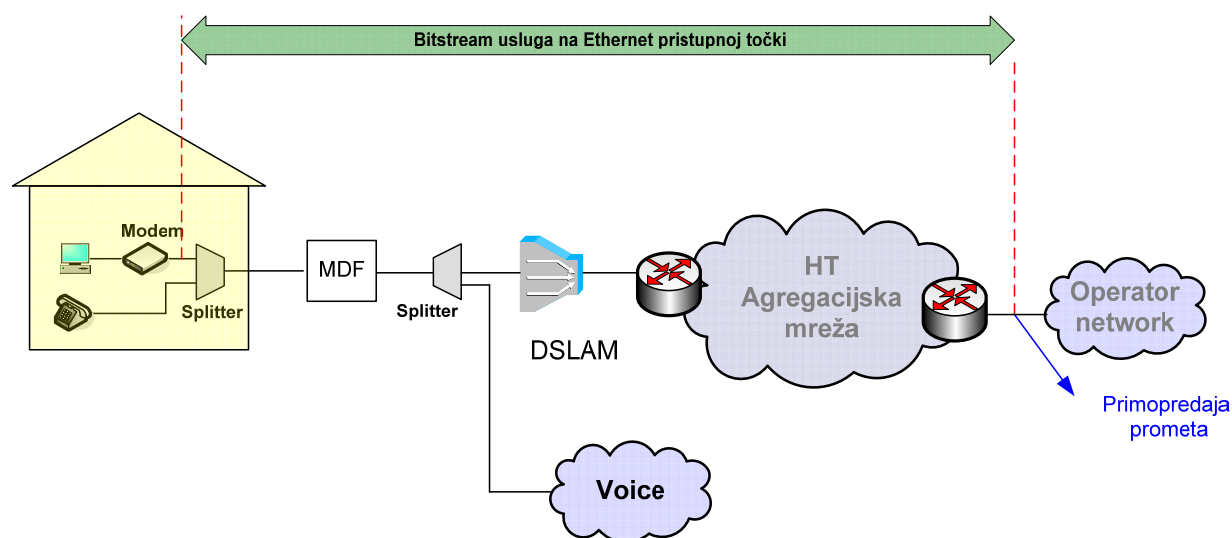 Bitstream usluga na Ethernet pristupnoj točki
Modem
Splitter
MDF
Splitter
DSLAM
HT
Agregacijska
mreža
Operator
network
Primopredaja
prometa
Voice